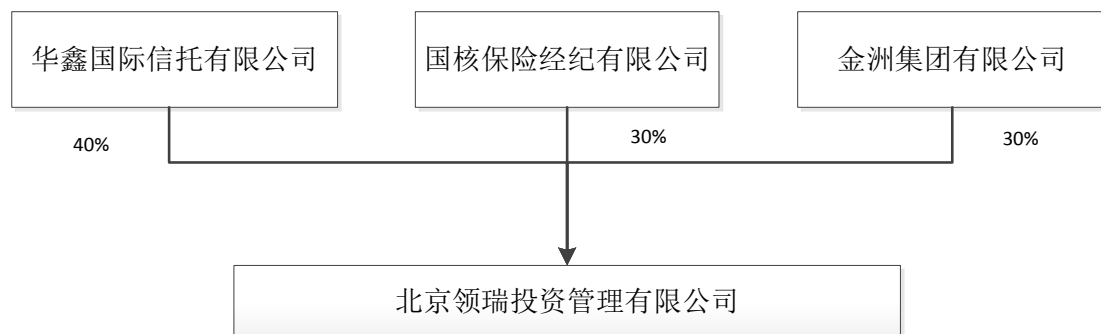 华鑫国际信托有限公司
国核保险经纪有限公司
金洲集团有限公司
40%
30%
30%
北京领瑞投资管理有限公司